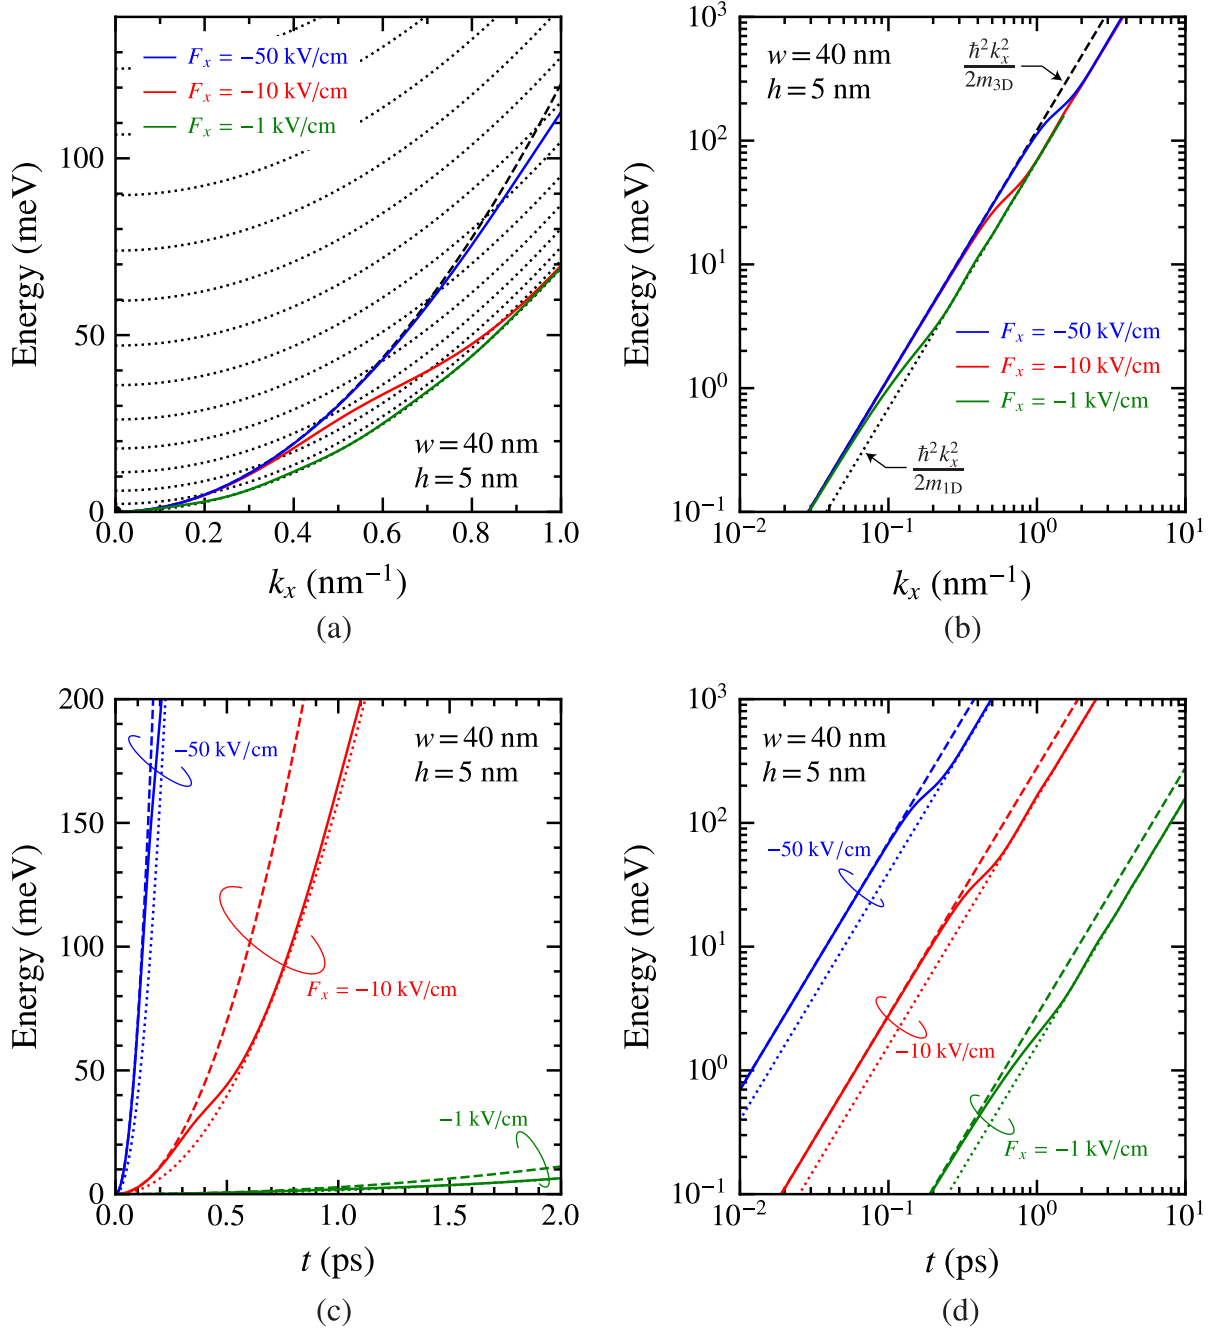 100
50
0
0.0 0.2 0.4 0.6 0.8 1.0
Energy (meV)
k_x (nm⁻¹)
F_x = −50 kV/cm
F_x = −10 kV/cm
F_x = −1 kV/cm
w = 40 nm
h = 5 nm
(a)
10³
10²
10¹
10⁰
10⁻¹
10⁻² 10⁻¹ 10⁰ 10¹
Energy (meV)
k_x (nm⁻¹)
w = 40 nm
h = 5 nm
ħ²k_x²
2m_3D
F_x = −50 kV/cm
F_x = −10 kV/cm
F_x = −1 kV/cm
ħ²k_x²
2m_1D
(b)
200
150
100
50
0
0.0 0.5 1.0 1.5 2.0
Energy (meV)
t (ps)
w = 40 nm
h = 5 nm
−50 kV/cm
F_x = −10 kV/cm
−1 kV/cm
(c)
10³
10²
10¹
10⁰
10⁻¹
10⁻² 10⁻¹ 10⁰ 10¹
Energy (meV)
t (ps)
w = 40 nm
h = 5 nm
−50 kV/cm
−10 kV/cm
F_x = −1 kV/cm
(d)